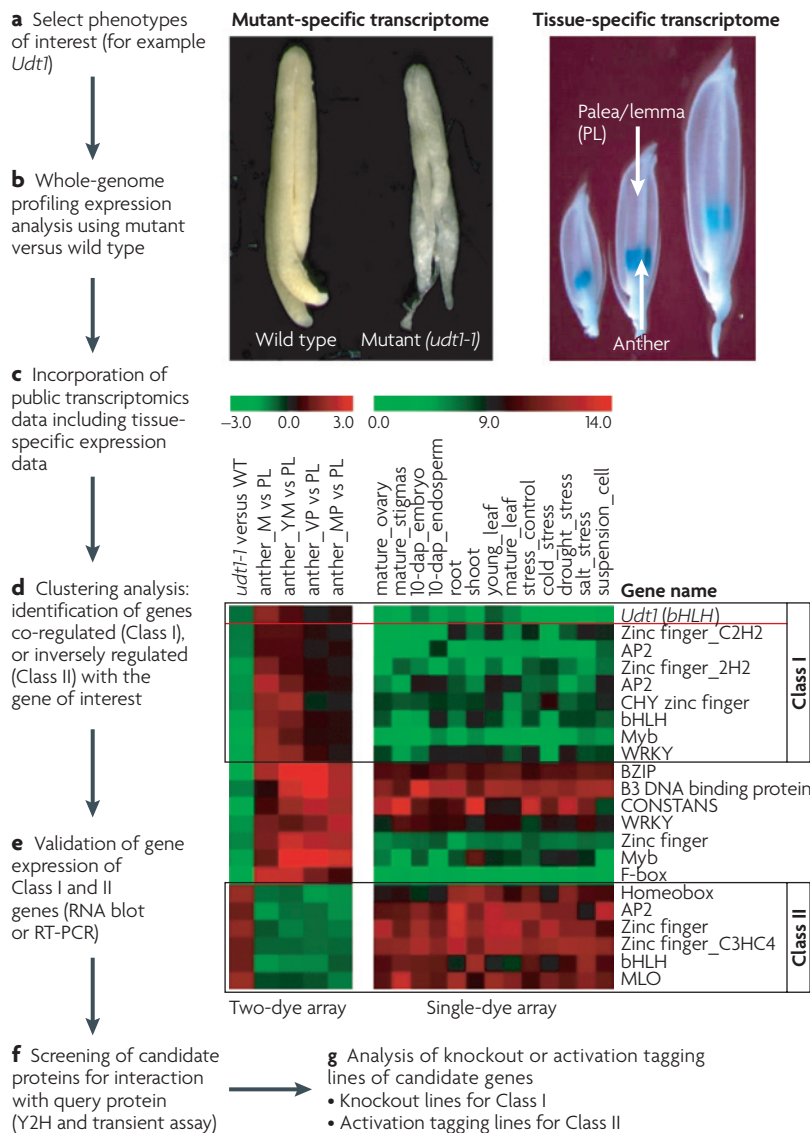 a Select phenotypes
of interest (for example
Udt1)
b Whole-genome
profiling expression
analysis using mutant
versus wild type
c Incorporation of
public transcriptomics
data including tissue-
specific expression
data
d Clustering analysis:
identification of genes
co-regulated (Class I),
or inversely regulated
(Class II) with the
gene of interest
e Validation of gene
expression of
Class I and II
genes (RNA blot
or RT-PCR)
f Screening of candidate
proteins for interaction
with query protein
(Y2H and transient assay)
g Analysis of knockout or activation tagging
lines of candidate genes
• Knockout lines for Class I
• Activation tagging lines for Class II
Mutant-specific transcriptome
Wild type
Mutant (udt1-1)
Tissue-specific transcriptome
Palea/lemma
(PL)
Anther
−3.0 0.0 3.0
0.0 9.0 14.0
udt1-1 versus WT
anther_M vs PL
anther_YM vs PL
anther_VP vs PL
anther_MP vs PL
mature_ovary
mature_stigmas
10-dap_embryo
10-dap_endosperm
root
shoot
young_leaf
mature_leaf
stress_control
cold_stress
drought_stress
salt_stress
suspension_cell
Gene name
Udt1 (bHLH)
Zinc finger_C2H2
AP2
Zinc finger_2H2
AP2
CHY zinc finger
bHLH
Myb
WRKY
BZIP
B3 DNA binding protein
CONSTANS
WRKY
Zinc finger
Myb
F-box
Homeobox
AP2
Zinc finger
Zinc finger_C3HC4
bHLH
MLO
Class I
Class II
Two-dye array
Single-dye array